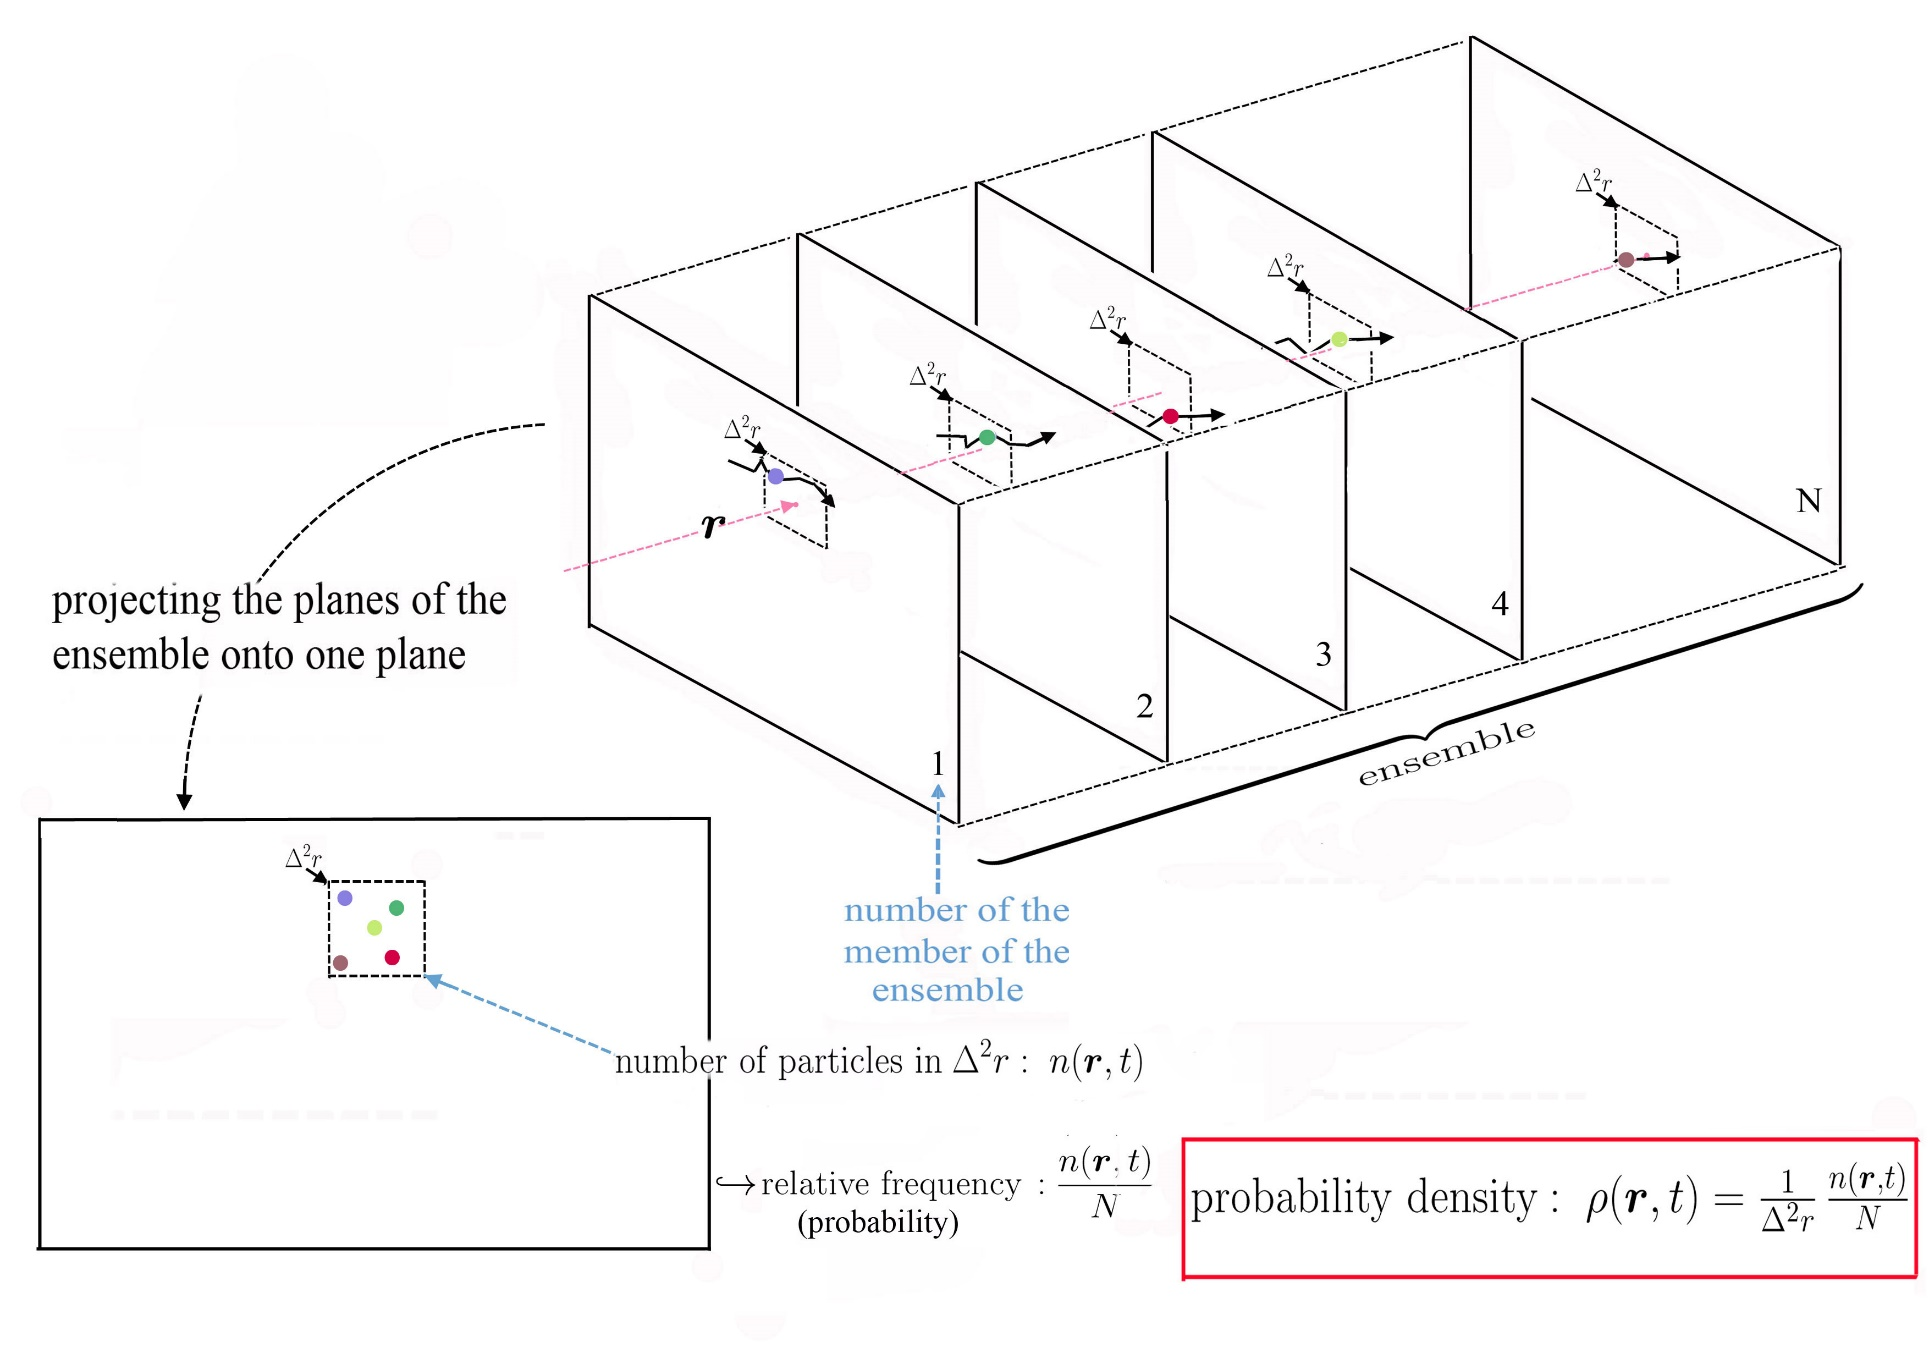 Δ²r
Δ²r
Δ²r
Δ²r
Δ²r
r
N
4
3
2
1
ensemble
projecting the planes of the
ensemble onto one plane
number of the
member of the
ensemble
Δ²r
number of particles in Δ²r : n(r, t)
↪relative frequency : n(r, t)/N
(probability)
probability density : ρ(r, t) = 1/Δ²r n(r,t)/N